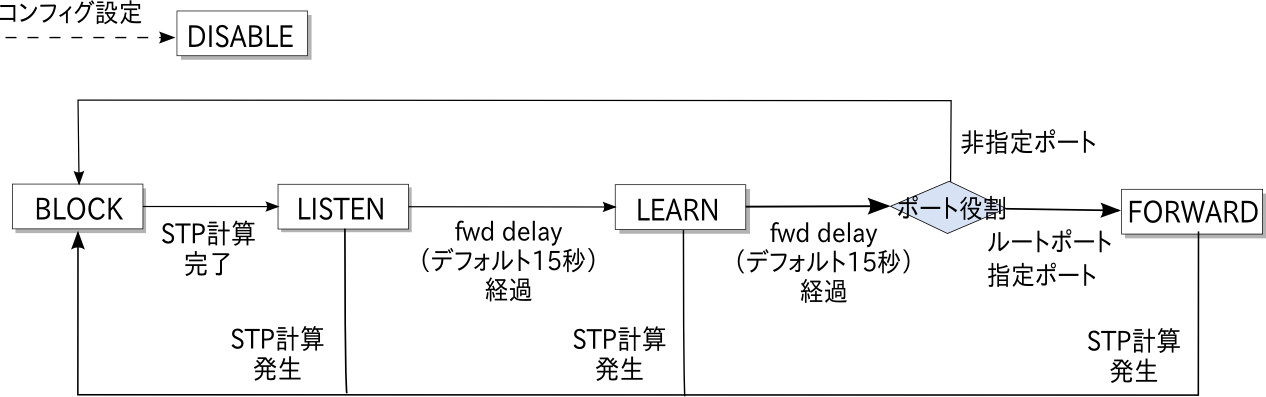 コンフィグ設定
DISABLE
非指定ポート
BLOCK
STP計算
完了
LISTEN
fwd delay
（デフォルト15秒）
経過
LEARN
fwd delay
（デフォルト15秒）
経過
ポート役割
ルートポート
指定ポート
FORWARD
STP計算
発生
STP計算
発生
STP計算
発生